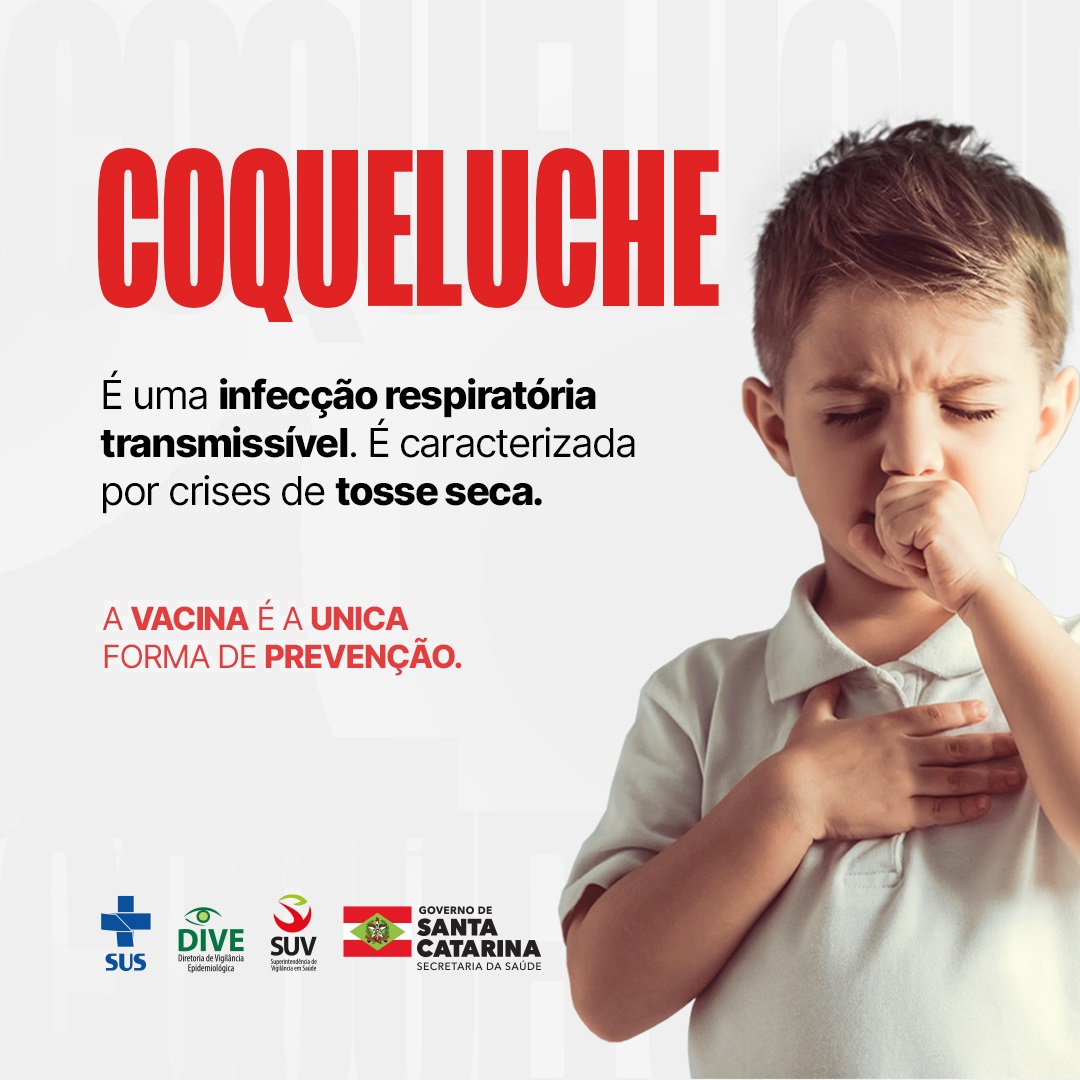 COQUELUCHE
É uma infecção respiratória
transmissível. É caracterizada
por crises de tosse seca.
A VACINA É A UNICA
FORMA DE PREVENÇÃO.
SUS
DIVE
Diretoria de Vigilância
Epidemiológica
SUV
Superintendência de
Vigilância em Saúde
GOVERNO DE
SANTA
CATARINA
SECRETARIA DA SAÚDE